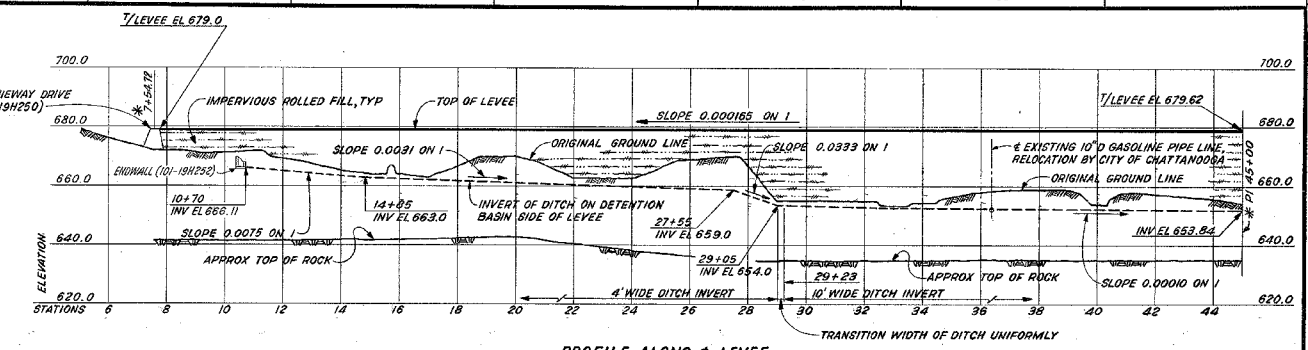 T/LEVEE EL 679.0
700.0
700.0
7+54.72
IEWAY DRIVE
19H250)
*
IMPERVIOUS ROLLED FILL, TYP
TOP OF LEVEE
T/LEVEE EL 679.62
680.0
680.0
SLOPE 0.000165 ON 1
SLOPE 0.0031 ON 1
ORIGINAL GROUND LINE
SLOPE 0.0333 ON 1
₵ EXISTING 10" D GASOLINE PIPE LINE,
RELOCATION BY CITY OF CHATTANOOGA
ENDWALL (101-19H252)
ORIGINAL GROUND LINE
660.0
660.0
10+70
INV EL 666.11
14+85
INV EL 663.0
INVERT OF DITCH ON DETENTION
BASIN SIDE OF LEVEE
27+55
INV EL 659.0
* PI 45+00
INV EL 653.84
SLOPE 0.0075 ON 1
640.0
640.0
APPROX TOP OF ROCK
29+05
INV EL 654.0
29+23
APPROX TOP OF ROCK
SLOPE 0.00010 ON 1
ELEVATION
4' WIDE DITCH INVERT
10' WIDE DITCH INVERT
620.0
620.0
STATIONS
6 8 10 12 14 16 18 20 22 24 26 28 30 32 34 36 38 40 42 44
TRANSITION WIDTH OF DITCH UNIFORMLY
PROFILE ALONG ₵ LEVEE